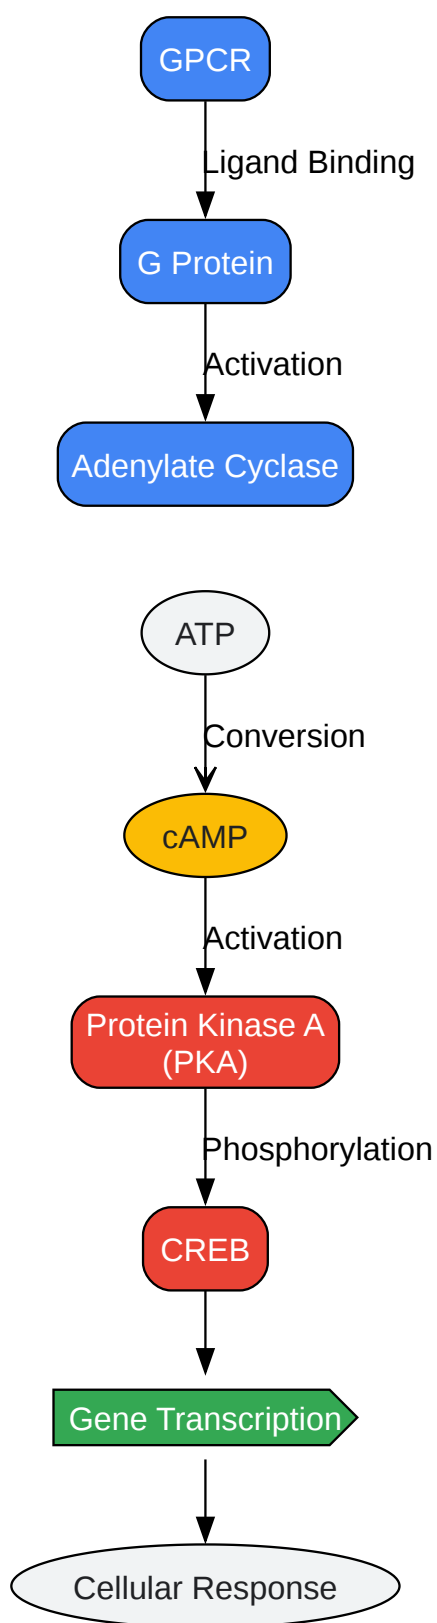 GPCR
Ligand Binding
G Protein
Activation
Adenylate Cyclase
ATP
Conversion
cAMP
Activation
Protein Kinase A
(PKA)
Phosphorylation
CREB
Gene Transcription
Cellular Response